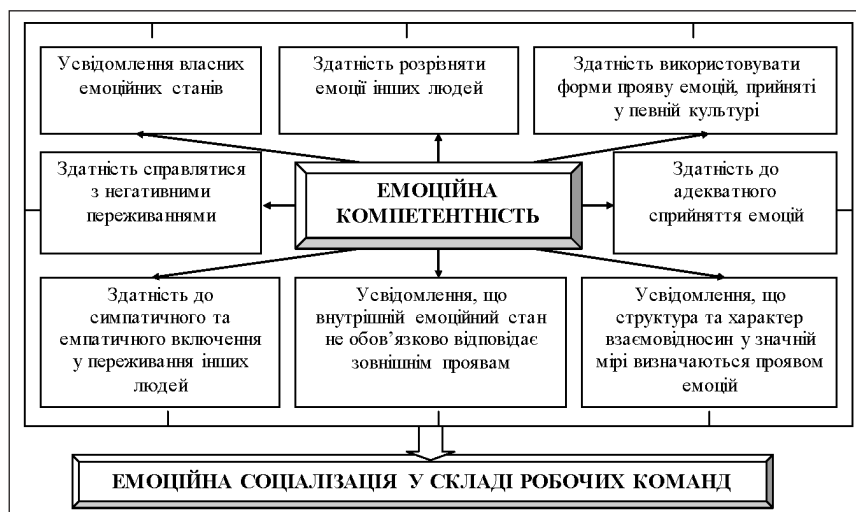 Усвідомлення власних
емоційних станів
Здатність розрізняти
емоції інших людей
Здатність використовувати
форми прояву емоцій, прийняті
у певній культурі
Здатність справлятися
з негативними
переживаннями
ЕМОЦІЙНА
КОМПЕТЕНТНІСТЬ
Здатність до
адекватного
сприйняття емоцій
Здатність до
симпатичного та
емпатичного включення
у переживання інших
людей
Усвідомлення, що
внутрішній емоційний стан
не обов’язково відповідає
зовнішнім проявам
Усвідомлення, що
структура та характер
взаємовідносин у значній
мірі визначаються проявом
емоцій
ЕМОЦІЙНА СОЦІАЛІЗАЦІЯ У СКЛАДІ РОБОЧИХ КОМАНД